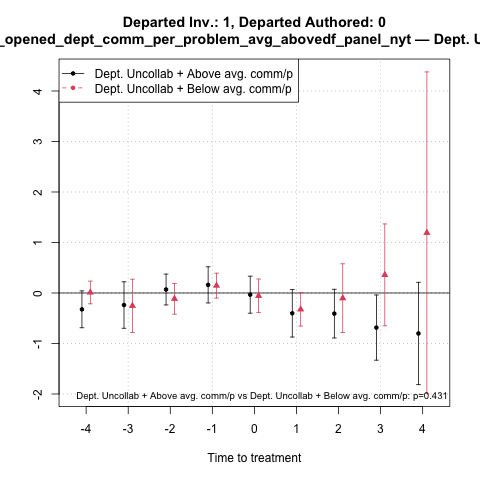 Departed Inv.: 1, Departed Authored: 0
_opened_dept_comm_per_problem_avg_abovedf_panel_nyt — Dept. U
Dept. Uncollab + Above avg. comm/p
Dept. Uncollab + Below avg. comm/p
4
3
2
1
0
-1
-2
Dept. Uncollab + Above avg. comm/p vs Dept. Uncollab + Below avg. comm/p: p=0.431
-4 -3 -2 -1 0 1 2 3 4
Time to treatment